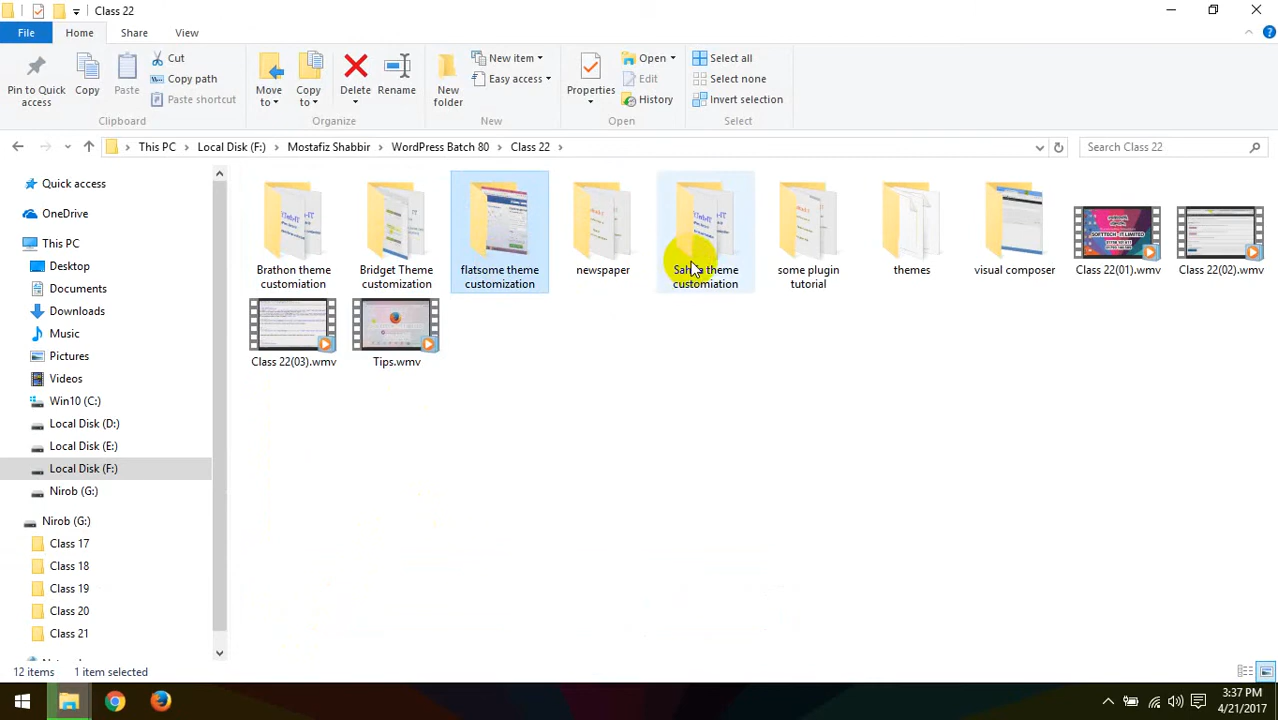 Class 22
File Home Share View
Pin to Quick access
Copy
Paste
Cut
Copy path
Paste shortcut
Clipboard
Move to
Copy to
Delete
Rename
Organize
New folder
New item
Easy access
New
Properties
Open
Edit
History
Open
Select all
Select none
Invert selection
Select
This PC Local Disk (F:) Mostafiz Shabbir WordPress Batch 80 Class 22
Search Class 22
Quick access
OneDrive
This PC
Desktop
Documents
Downloads
Music
Pictures
Videos
Win10 (C:)
Local Disk (D:)
Local Disk (E:)
Local Disk (F:)
Nirob (G:)
Nirob (G:)
Class 17
Class 18
Class 19
Class 20
Class 21
Brathon theme customiation
Bridget Theme customization
flatsome theme customization
newspaper
theme customiation
some plugin tutorial
themes
visual composer
Class 22(01).wmv
Class 22(02).wmv
Class 22(03).wmv
Tips.wmv
12 items 1 item selected
3:37 PM
4/21/2017